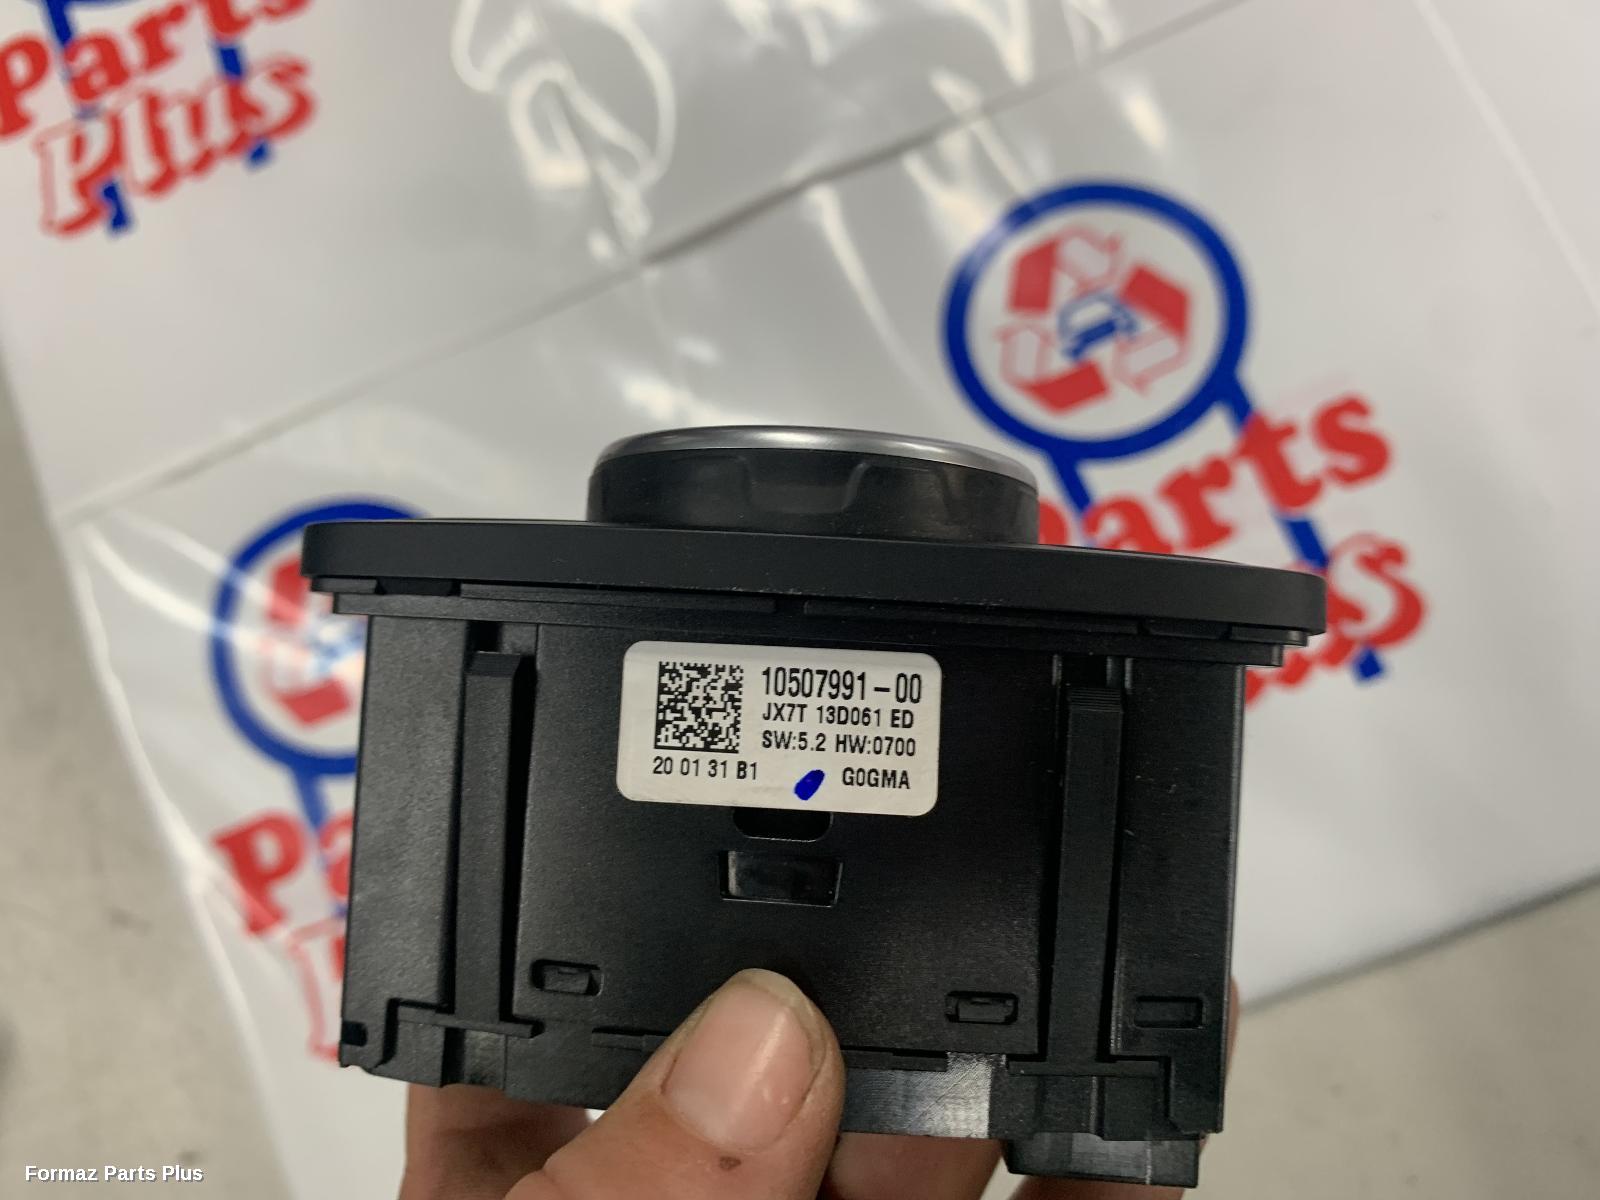 Parts
Plus
Parts
Plus
10507991-00
JX7T 13D061 ED
SW:5.2 HW:0700
20 01 31 B1 G0GMA
Formaz Parts Plus